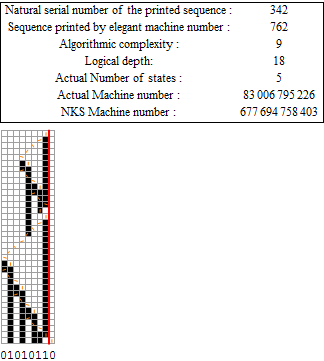 Natural serial number of the printed sequence : 342
Sequence printed by elegant machine number : 762
Algorithmic complexity : 9
Logical depth: 18
Actual Number of states : 5
Actual Machine number : 83 006 795 226
NKS Machine number : 677 694 758 403
01010110